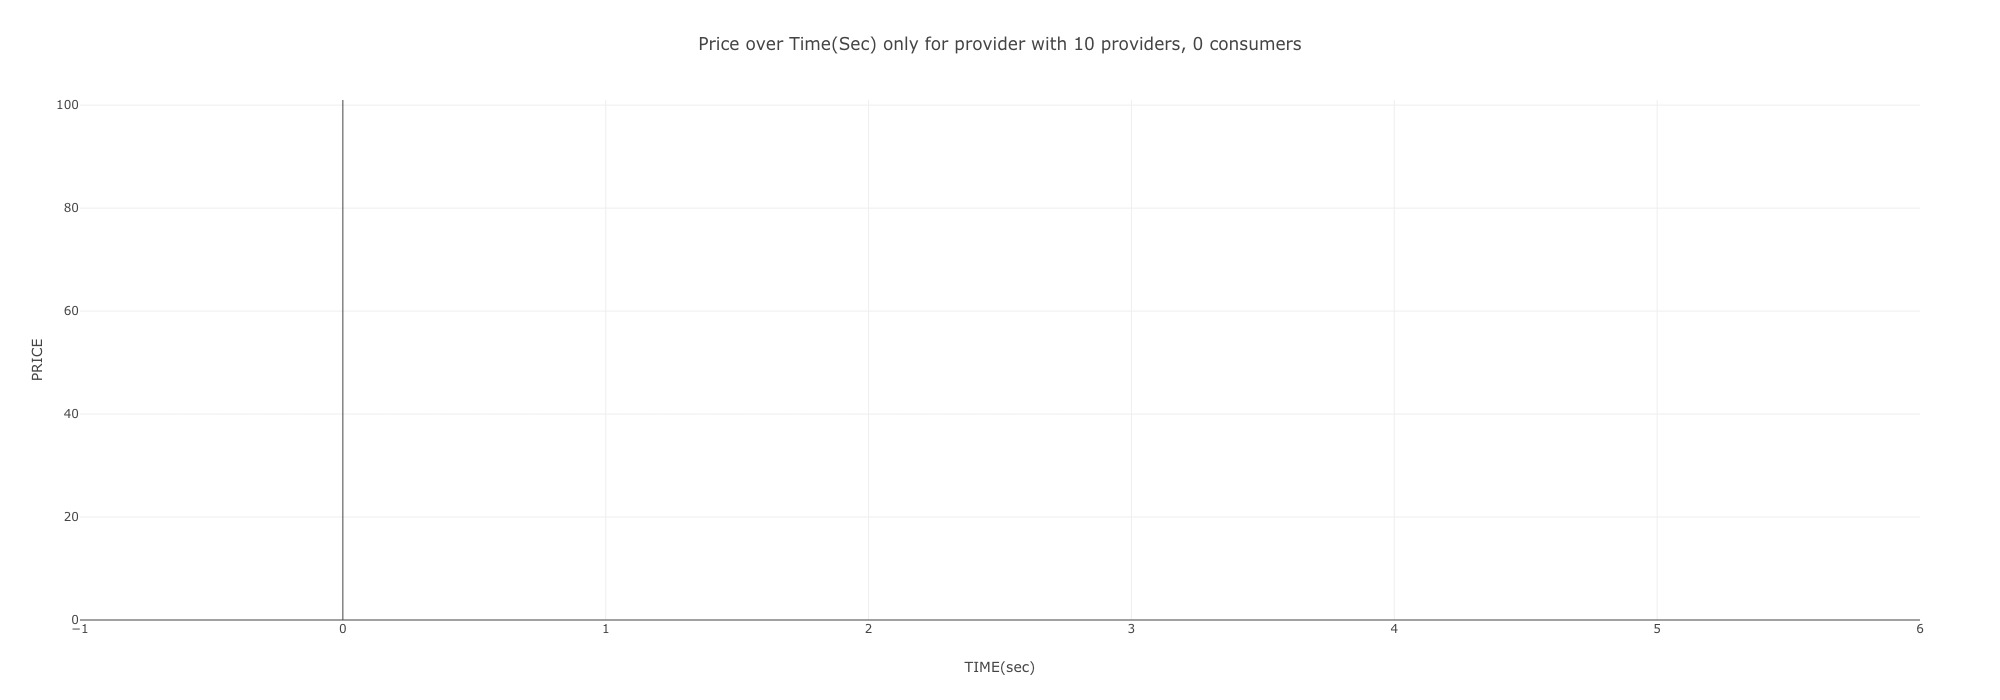 Price over Time(Sec) only for provider with 10 providers, 0 consumers
100
80
60
40
20
0
PRICE
−1 0 1 2 3 4 5 6
TIME(sec)